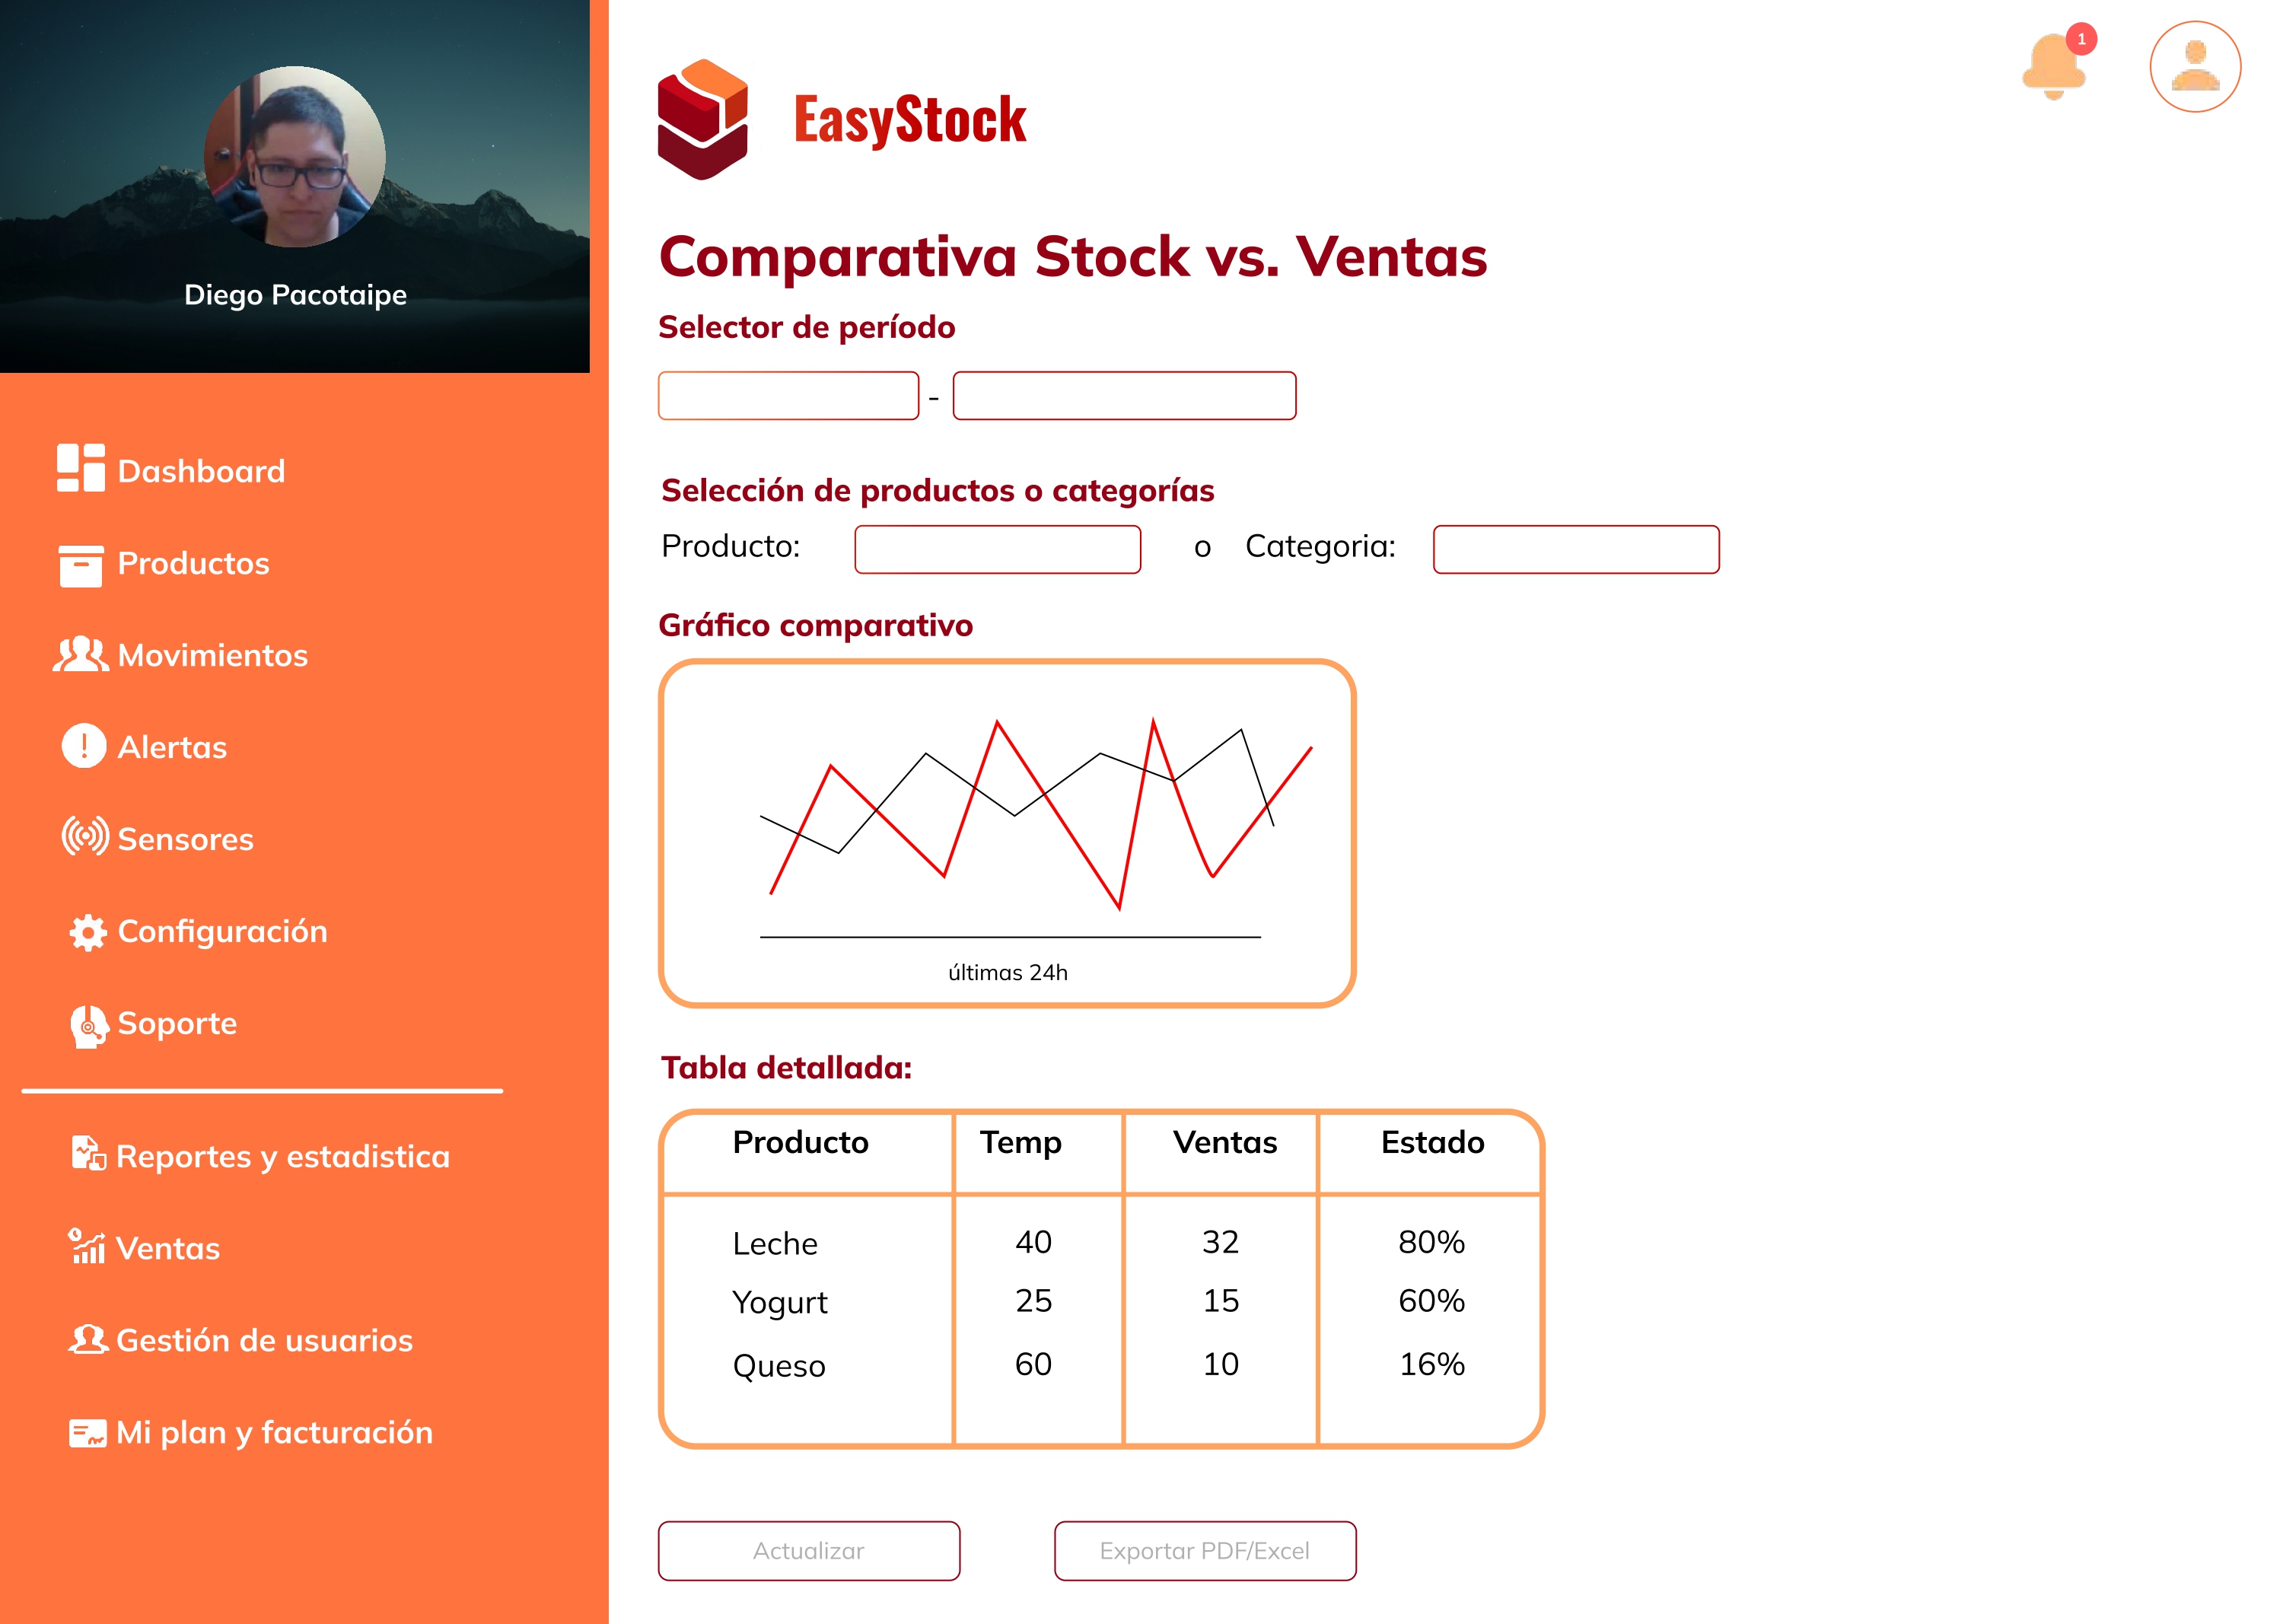 Diego Pacotaipe
Dashboard
Productos
Movimientos
Alertas
Sensores
Configuración
Soporte
Reportes y estadistica
Ventas
Gestión de usuarios
Mi plan y facturación
1
EasyStock
Comparativa Stock vs. Ventas
Selector de período
-
Selección de productos o categorías
Producto: o Categoria:
Gráfico comparativo
últimas 24h
Tabla detallada:
Producto Temp Ventas Estado
Leche 40 32 80%
Yogurt 25 15 60%
Queso 60 10 16%
Actualizar Exportar PDF/Excel